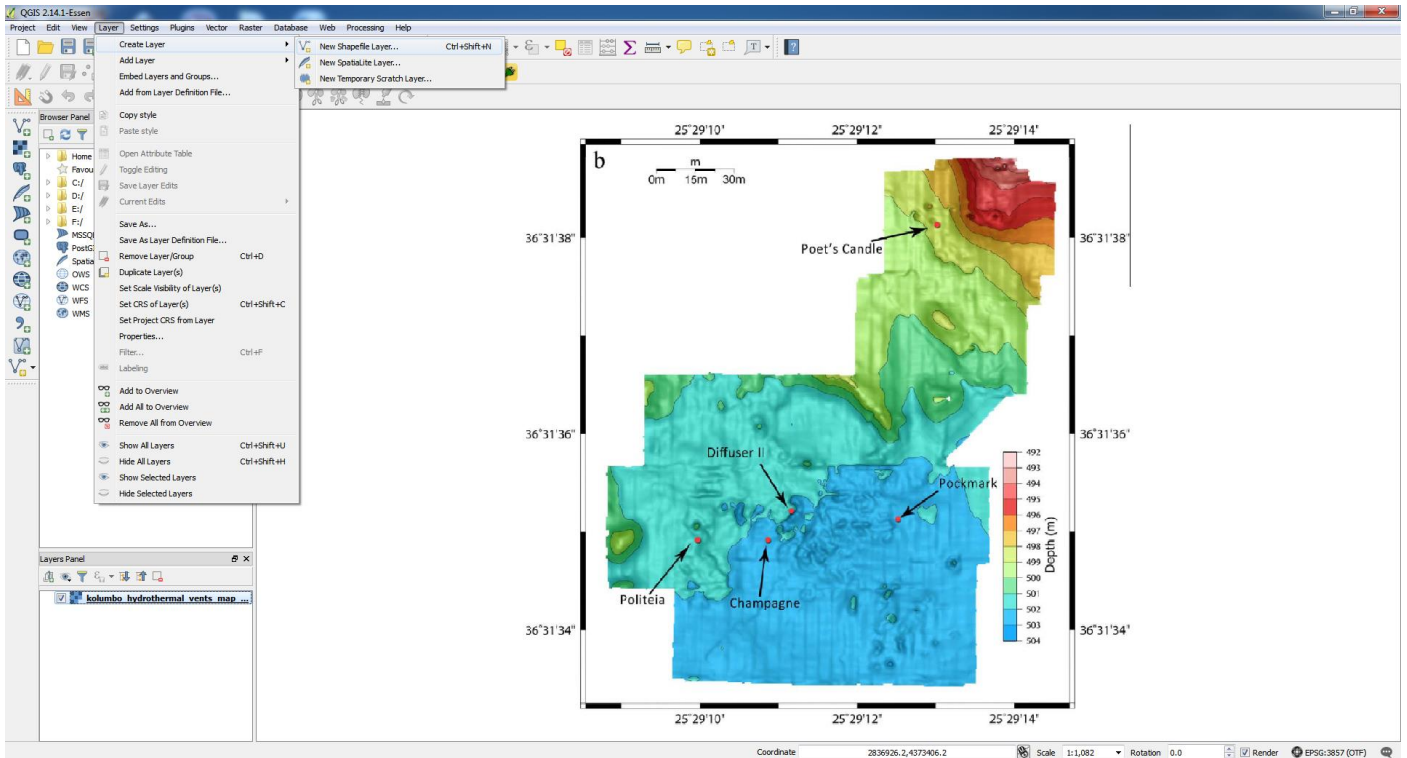 QGIS 2.14.1-Essen
Project Edit View Layer Settings Plugins Vector Raster Database Web Processing Help
Create Layer
New Shapefile Layer... Ctrl+Shift+N
Add Layer
New SpatiaLite Layer...
Embed Layers and Groups...
New Temporary Scratch Layer...
Add from Layer Definition File...
Browser Panel
Copy style
Paste style
Home
Open Attribute Table
Favou
Toggle Editing
C:/
Save Layer Edits
D:/
Current Edits
E:/
F:/
Save As...
MSSQL
Save As Layer Definition File...
PostG
Remove Layer/Group Ctrl+D
Spatia
Duplicate Layer(s)
OWS
Set Scale Visibility of Layer(s)
WCS
Set CRS of Layer(s) Ctrl+Shift+C
WFS
Set Project CRS from Layer
WMS
Properties...
Filter... Ctrl+F
Labeling
Add to Overview
Add All to Overview
Remove All from Overview
Show All Layers Ctrl+Shift+U
Hide All Layers Ctrl+Shift+H
Show Selected Layers
Hide Selected Layers
Layers Panel
kolumbo_hydrothermal_vents_map_...
25°29'10" 25°29'12" 25°29'14"
b
m
0m 15m 30m
36°31'38" 36°31'38"
Poet's Candle
36°31'36" 36°31'36"
Diffuser II
Pockmark
Politeia
Champagne
36°31'34" 36°31'34"
492
493
494
495
496
497
498
499
500
501
502
503
504
Depth (m)
25°29'10" 25°29'12" 25°29'14"
Coordinate 2836926.2,4373406.2 Scale 1:1,082 Rotation 0.0 Render EPSG:3857 (OTF)